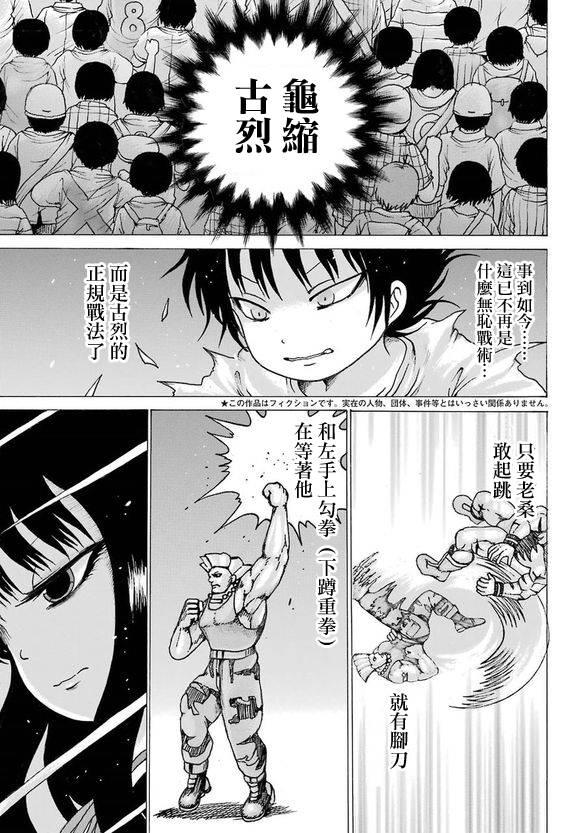 8
龜縮
古烈
事到如今……
這已不再是
什麼無恥戰術…
而是古烈的
正規戰法了
★この作品はフィクションです。実在の人物、団体、事件等とはいっさい関係ありません。
只要老桑
敢起跳
就有腳刀
和左手上勾拳（下蹲重拳）
在等著他